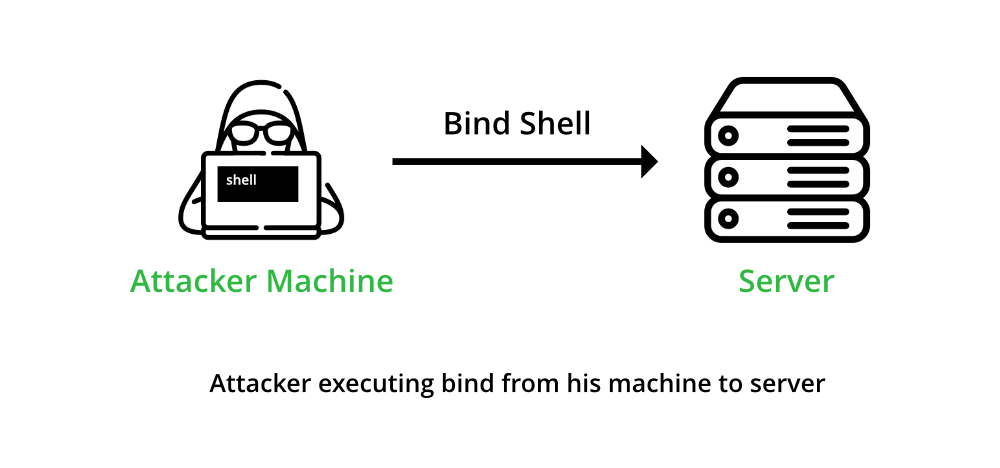 Bind Shell
shell
Attacker Machine
Server
Attacker executing bind from his machine to server